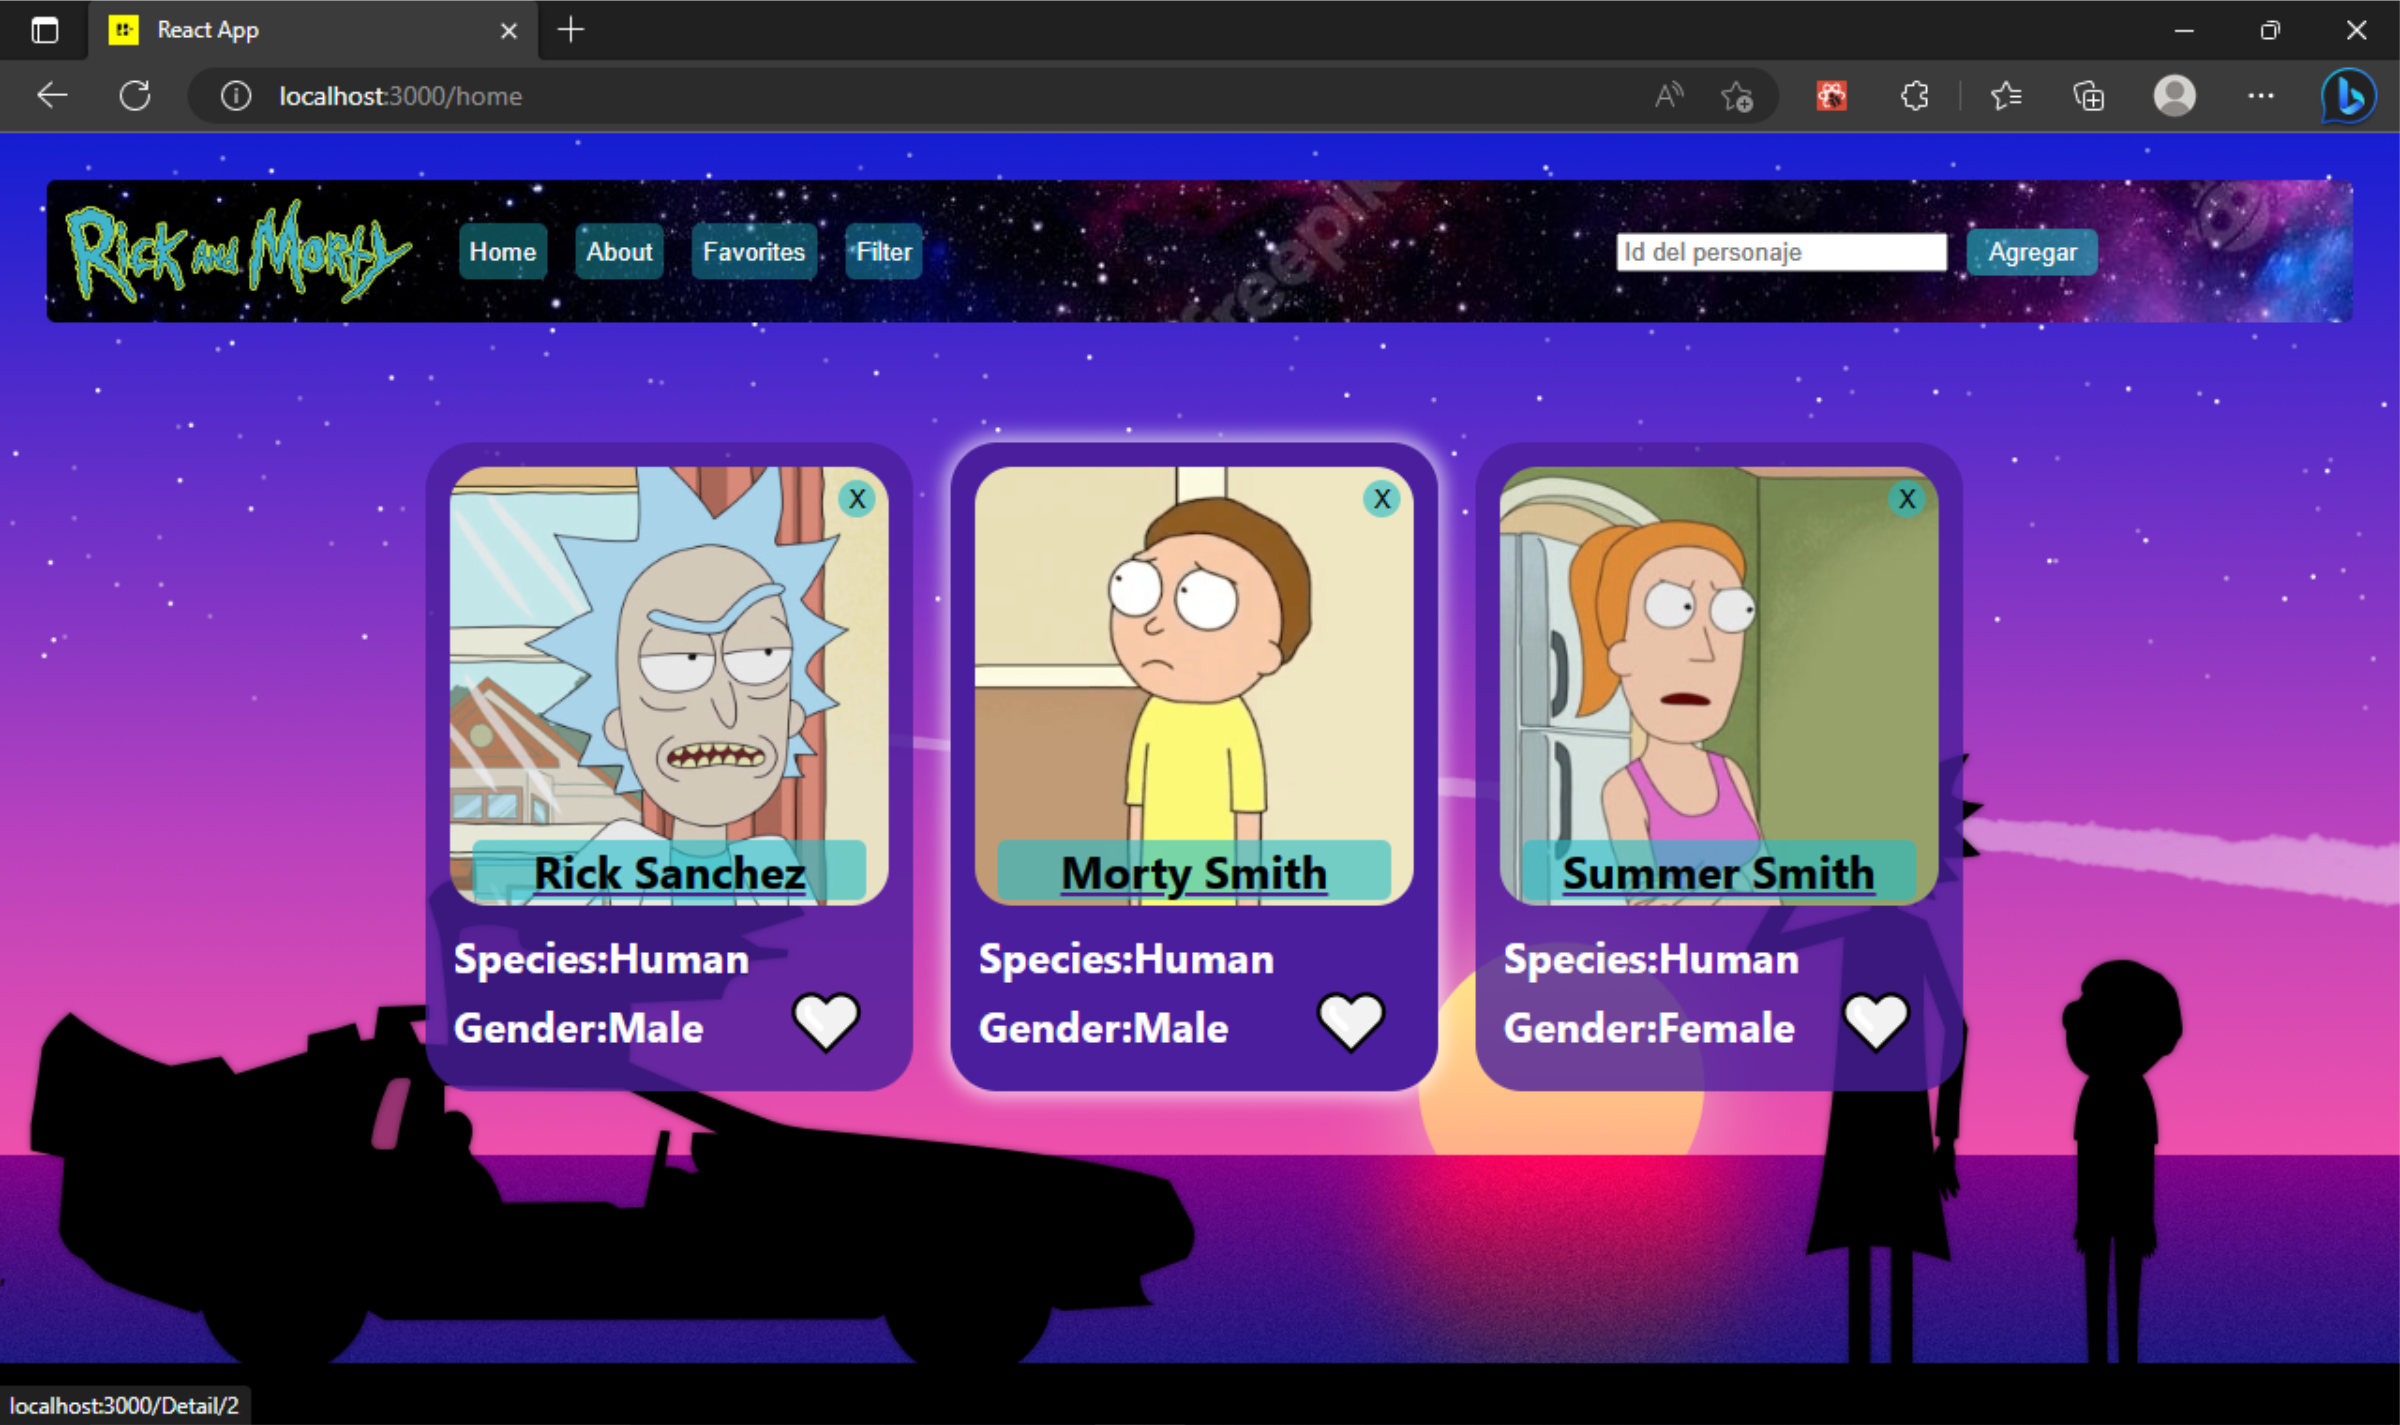 React App
localhost:3000/home
Rick and Morty
Home
About
Favorites
Filter
freepik
Id del personaje
Agregar
X
X
X
Rick Sanchez
Morty Smith
Summer Smith
Species:Human
Species:Human
Species:Human
Gender:Male
Gender:Male
Gender:Female
localhost:3000/Detail/2